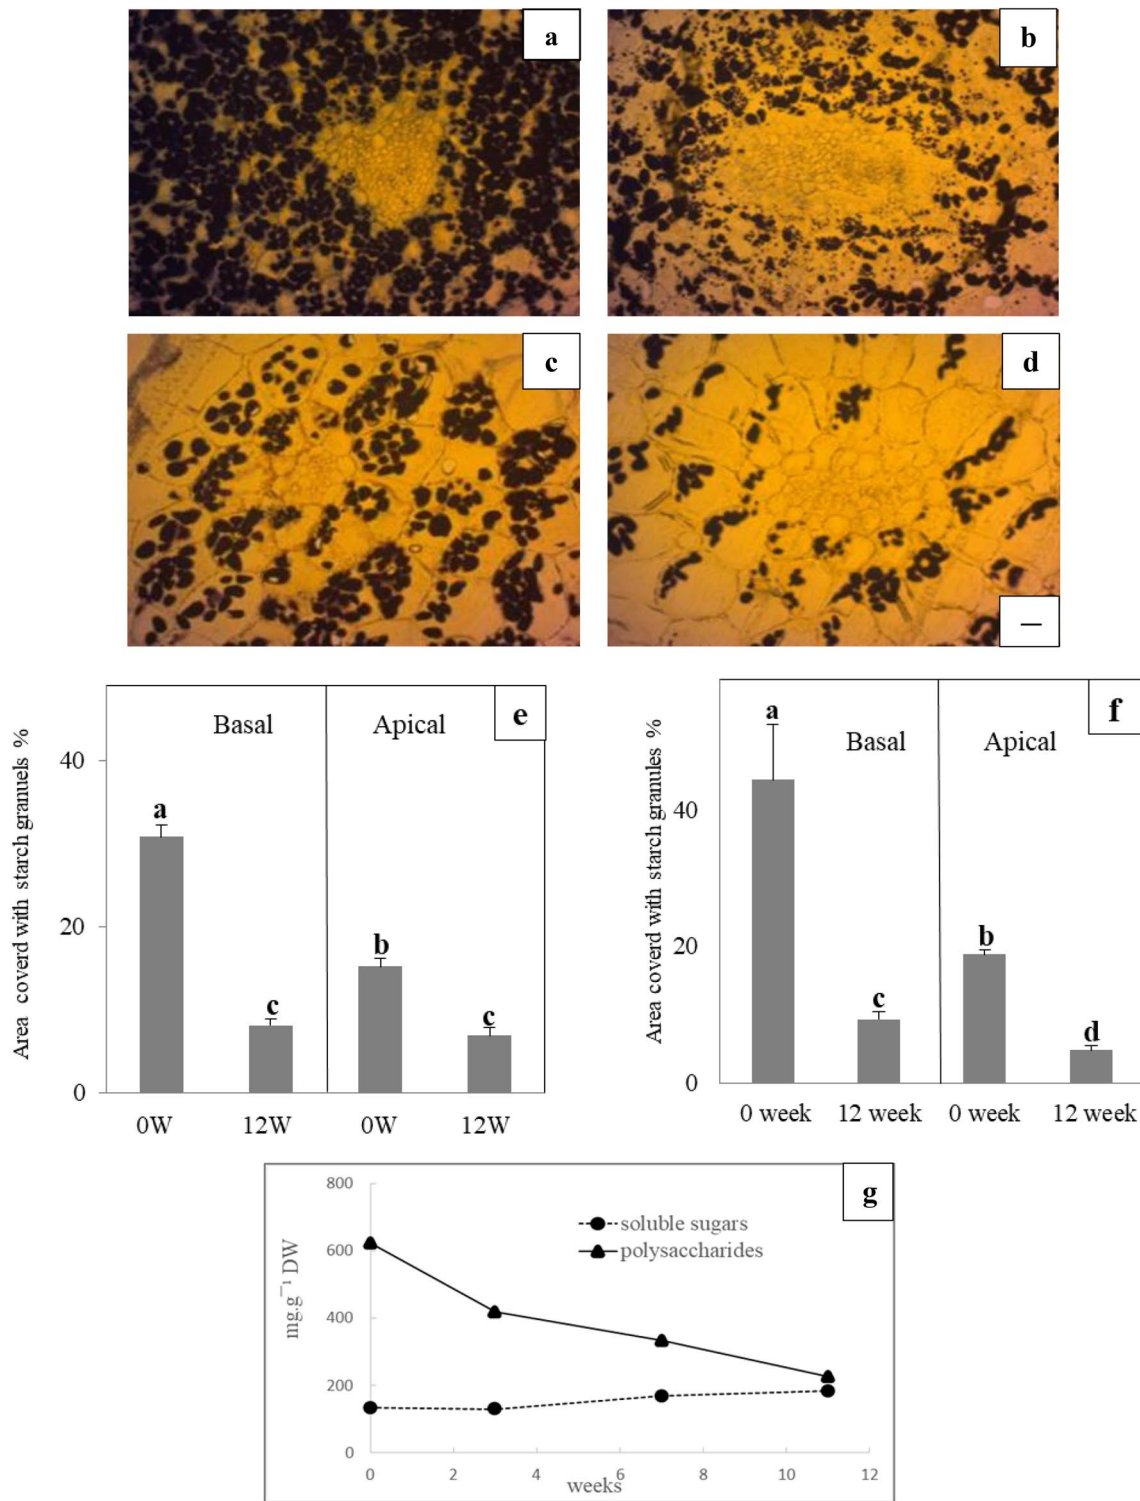 a
b
c
d
Area coverd with starch granuels %
40
20
0
Basal
Apical
e
a
c
b
c
0W
12W
0W
12W
Area coverd with starch granules %
40
20
0
Basal
Apical
f
a
c
b
d
0 week
12 week
0 week
12 week
g
mg.g⁻¹ DW
800
600
400
200
0
soluble sugars
polysaccharides
0
2
4
6
8
10
12
weeks